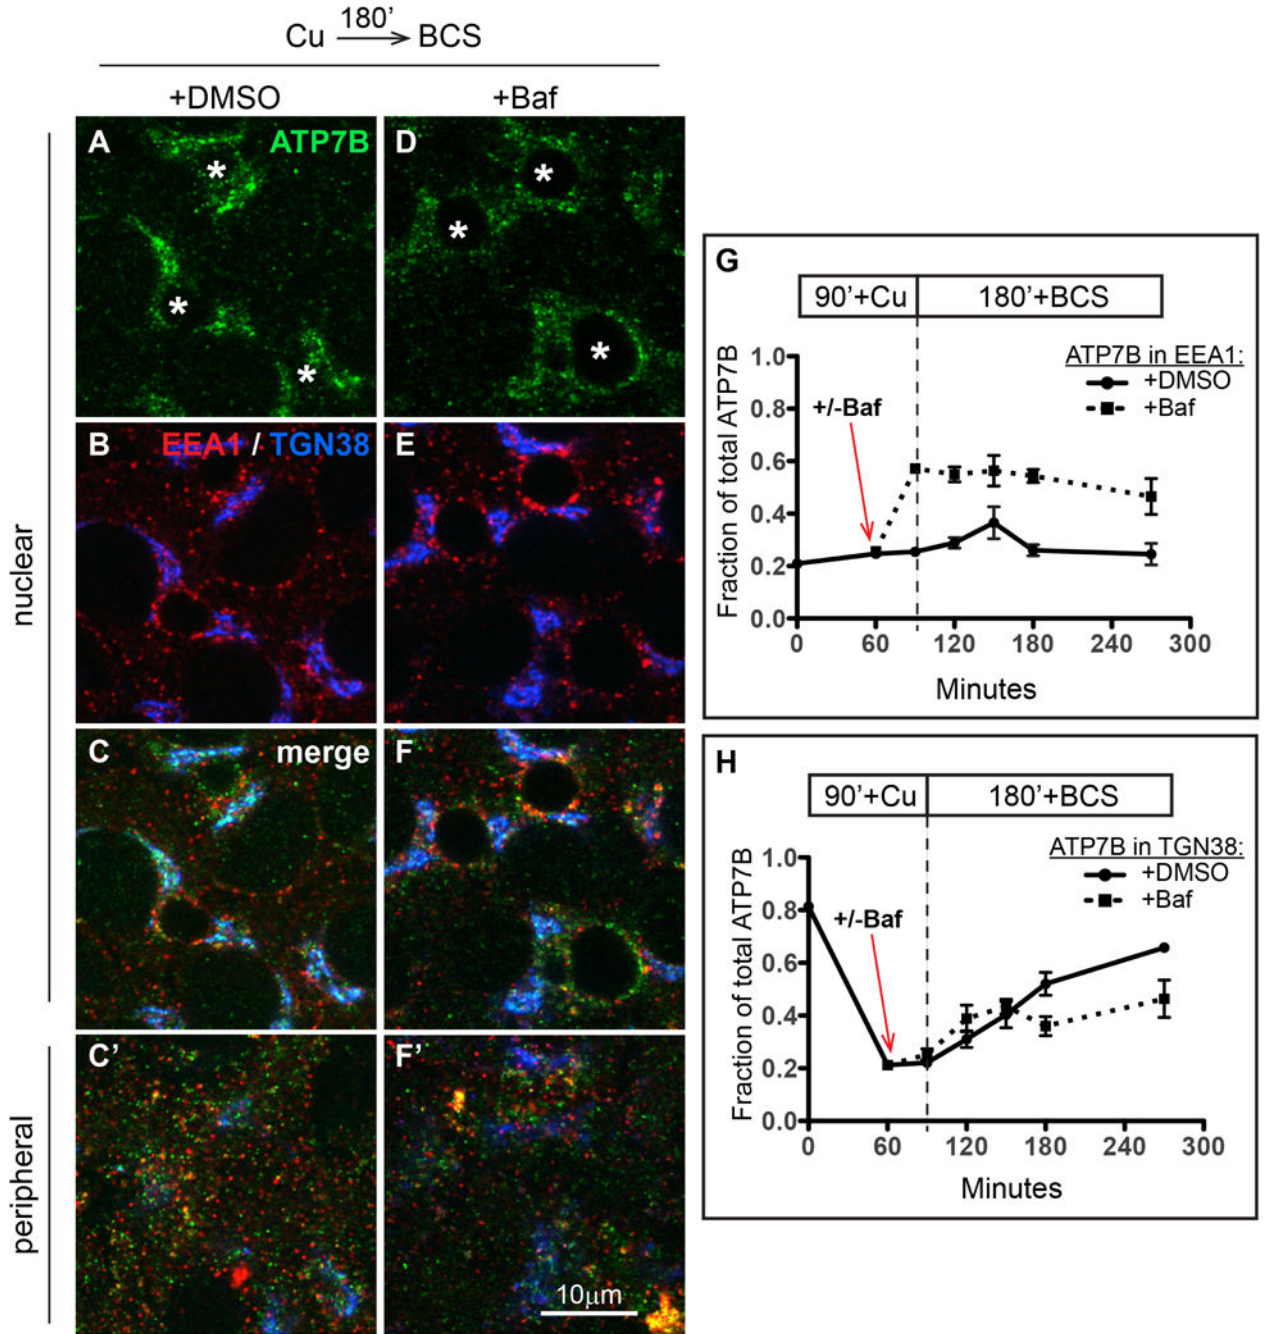 180’
Cu → BCS
+DMSO
+Baf
nuclear
peripheral
A
ATP7B
*
*
*
D
*
*
*
B
EEA1 / TGN38
E
C
merge
F
C’
F’
10μm
G
90’+Cu
180’+BCS
ATP7B in EEA1:
+DMSO
+Baf
+/-Baf
Fraction of total ATP7B
1.0
0.8
0.6
0.4
0.2
0.0
0 60 120 180 240 300
Minutes
H
90’+Cu
180’+BCS
ATP7B in TGN38:
+DMSO
+Baf
+/-Baf
Fraction of total ATP7B
1.0
0.8
0.6
0.4
0.2
0.0
0 60 120 180 240 300
Minutes